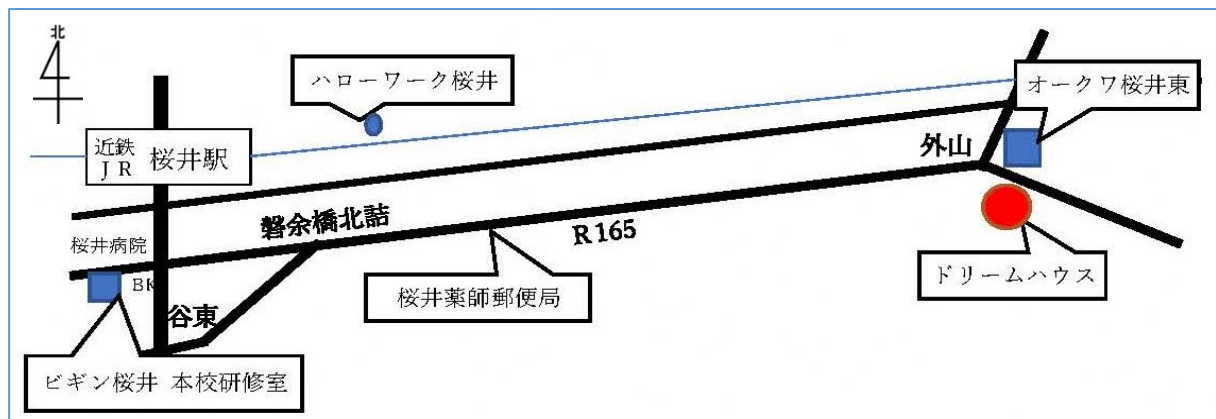 北
ハローワーク桜井
オークワ桜井東
近鉄
ＪＲ
桜井駅
外山
磐余橋北詰
Ｒ165
桜井病院
BK
桜井薬師郵便局
ドリームハウス
谷東
ビギン桜井 本校研修室